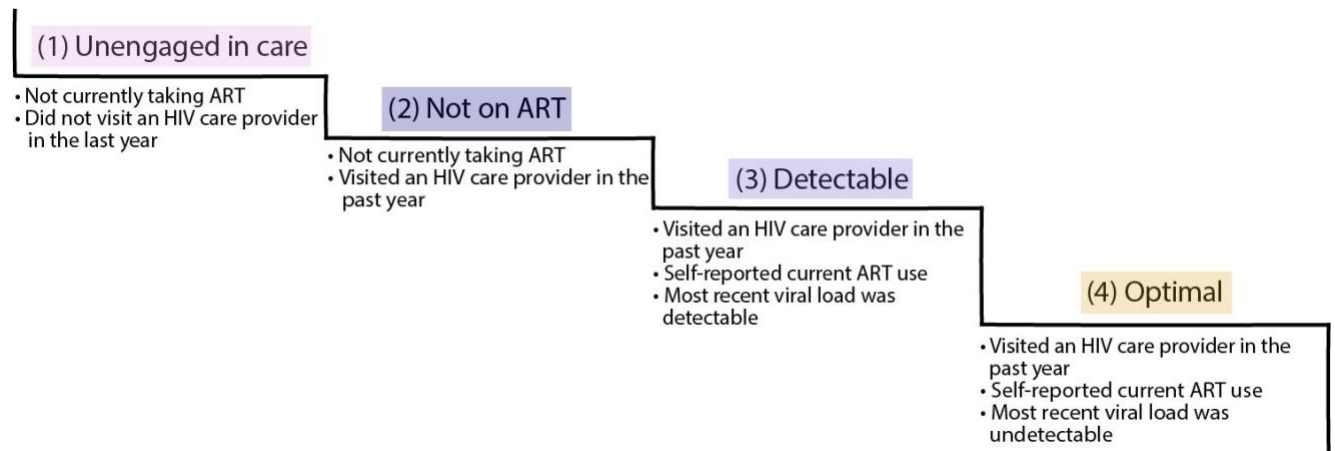 (1) Unengaged in care
• Not currently taking ART
• Did not visit an HIV care provider
in the last year
(2) Not on ART
• Not currently taking ART
• Visited an HIV care provider in the
past year
(3) Detectable
• Visited an HIV care provider in the
past year
• Self-reported current ART use
• Most recent viral load was
detectable
(4) Optimal
• Visited an HIV care provider in the
past year
• Self-reported current ART use
• Most recent viral load was
undetectable